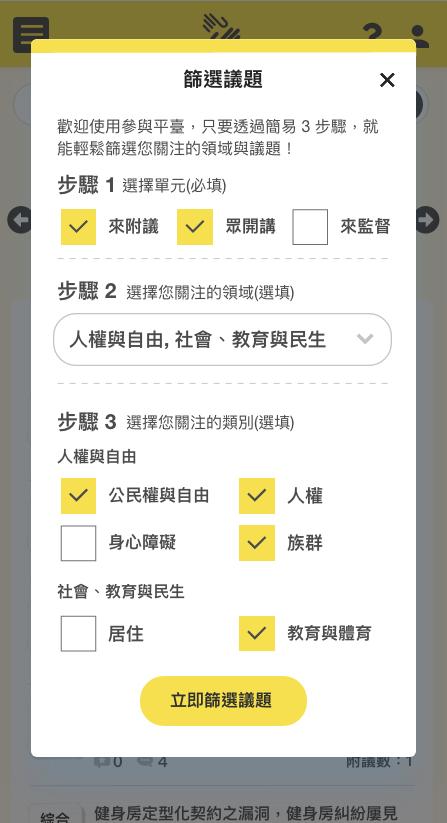 ?
篩選議題
歡迎使用參與平臺，只要透過簡易 3 步驟，就
能輕鬆篩選您關注的領域與議題！
步驟 1 選擇單元(必填)
來附議 眾開講 來監督
步驟 2 選擇您關注的領域(選填)
人權與自由, 社會、教育與民生
步驟 3 選擇您關注的類別(選填)
人權與自由
公民權與自由 人權
身心障礙 族群
社會、教育與民生
居住 教育與體育
立即篩選議題
0 4 附議數：1
綜合 健身房定型化契約之漏洞，健身房糾紛屢見